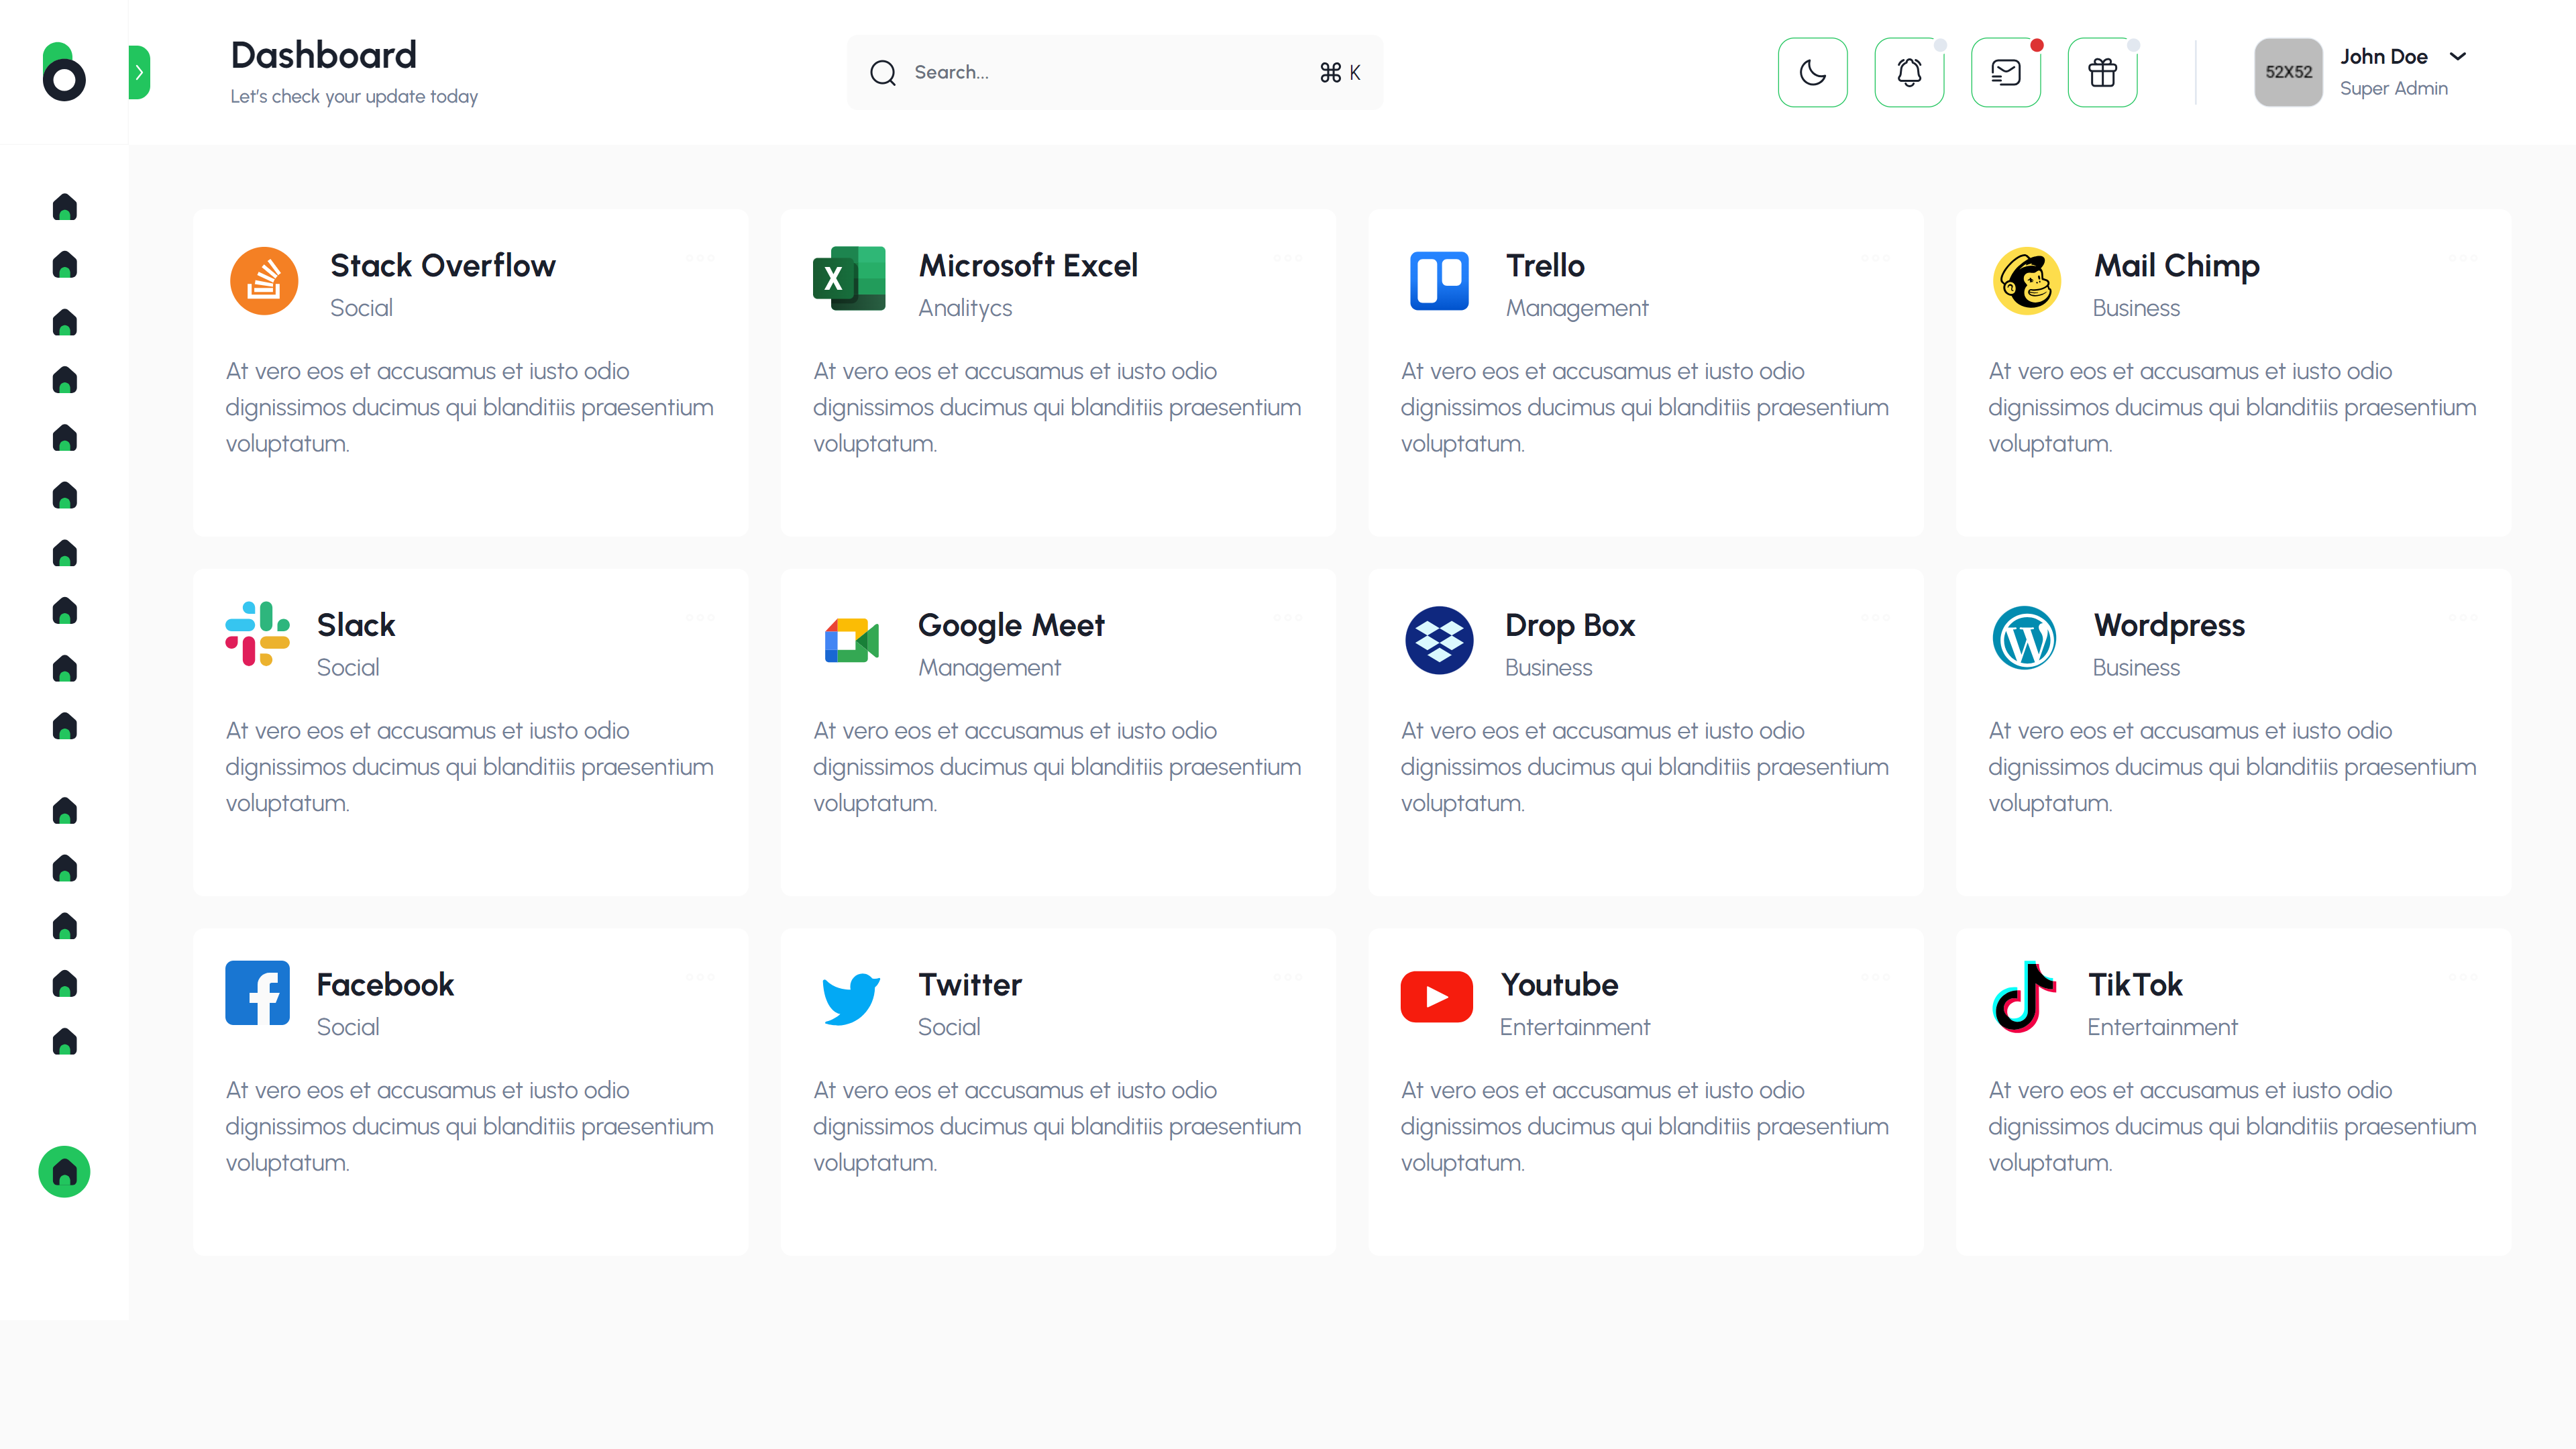 Dashboard
Let's check your update today
Search...
⌘ K
52X52
John Doe
Super Admin
Stack Overflow
Social
At vero eos et accusamus et iusto odio
dignissimos ducimus qui blanditiis praesentium
voluptatum.
Microsoft Excel
Analitycs
At vero eos et accusamus et iusto odio
dignissimos ducimus qui blanditiis praesentium
voluptatum.
Trello
Management
At vero eos et accusamus et iusto odio
dignissimos ducimus qui blanditiis praesentium
voluptatum.
Mail Chimp
Business
At vero eos et accusamus et iusto odio
dignissimos ducimus qui blanditiis praesentium
voluptatum.
Slack
Social
At vero eos et accusamus et iusto odio
dignissimos ducimus qui blanditiis praesentium
voluptatum.
Google Meet
Management
At vero eos et accusamus et iusto odio
dignissimos ducimus qui blanditiis praesentium
voluptatum.
Drop Box
Business
At vero eos et accusamus et iusto odio
dignissimos ducimus qui blanditiis praesentium
voluptatum.
Wordpress
Business
At vero eos et accusamus et iusto odio
dignissimos ducimus qui blanditiis praesentium
voluptatum.
Facebook
Social
At vero eos et accusamus et iusto odio
dignissimos ducimus qui blanditiis praesentium
voluptatum.
Twitter
Social
At vero eos et accusamus et iusto odio
dignissimos ducimus qui blanditiis praesentium
voluptatum.
Youtube
Entertainment
At vero eos et accusamus et iusto odio
dignissimos ducimus qui blanditiis praesentium
voluptatum.
TikTok
Entertainment
At vero eos et accusamus et iusto odio
dignissimos ducimus qui blanditiis praesentium
voluptatum.